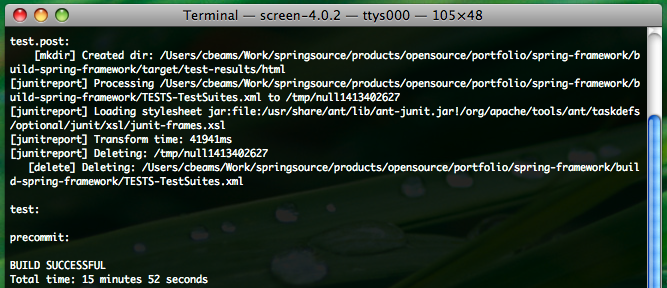 Terminal — screen-4.0.2 — ttys000 — 105×48
test.post:
[mkdir] Created dir: /Users/cbeams/Work/springsource/products/opensource/portfolio/spring-framework/b
uild-spring-framework/target/test-results/html
[junitreport] Processing /Users/cbeams/Work/springsource/products/opensource/portfolio/spring-framework/b
uild-spring-framework/TESTS-TestSuites.xml to /tmp/null1413402627
[junitreport] Loading stylesheet jar:file:/usr/share/ant/lib/ant-junit.jar!/org/apache/tools/ant/taskdefs
/optional/junit/xsl/junit-frames.xsl
[junitreport] Transform time: 41941ms
[junitreport] Deleting: /tmp/null1413402627
[delete] Deleting: /Users/cbeams/Work/springsource/products/opensource/portfolio/spring-framework/buil
d-spring-framework/TESTS-TestSuites.xml
test:
precommit:
BUILD SUCCESSFUL
Total time: 15 minutes 52 seconds